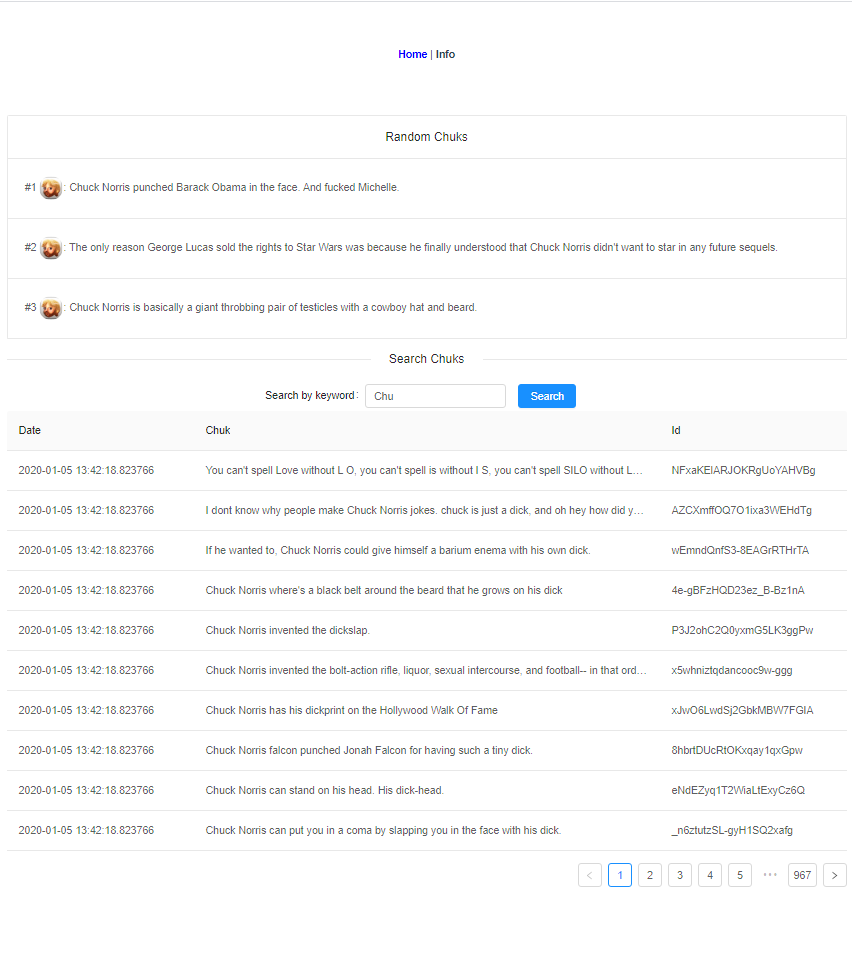 Home | Info
Random Chuks
#1 : Chuck Norris punched Barack Obama in the face. And fucked Michelle.
#2 : The only reason George Lucas sold the rights to Star Wars was because he finally understood that Chuck Norris didn't want to star in any future sequels.
#3 : Chuck Norris is basically a giant throbbing pair of testicles with a cowboy hat and beard.
Search Chuks
Search by keyword: Chu Search
Date Chuk Id
2020-01-05 13:42:18.823766 You can't spell Love without L O, you can't spell is without I S, you can't spell SILO without L... NFxaKElARJOKRgUoYAHVBg
2020-01-05 13:42:18.823766 I dont know why people make Chuck Norris jokes. chuck is just a dick, and oh hey how did y... AZCXmffOQ7O1ixa3WEHdTg
2020-01-05 13:42:18.823766 If he wanted to, Chuck Norris could give himself a barium enema with his own dick. wEmndQnfS3-8EAGrRTHrTA
2020-01-05 13:42:18.823766 Chuck Norris where's a black belt around the beard that he grows on his dick 4e-gBFzHQD23ez_B-Bz1nA
2020-01-05 13:42:18.823766 Chuck Norris invented the dickslap. P3J2ohC2Q0yxmG5LK3ggPw
2020-01-05 13:42:18.823766 Chuck Norris invented the bolt-action rifle, liquor, sexual intercourse, and football-- in that ord... x5whniztqdancooc9w-ggg
2020-01-05 13:42:18.823766 Chuck Norris has his dickprint on the Hollywood Walk Of Fame xJwO6LwdSj2GbkMBW7FGIA
2020-01-05 13:42:18.823766 Chuck Norris falcon punched Jonah Falcon for having such a tiny dick. 8hbrtDUcRtOKxqay1qxGpw
2020-01-05 13:42:18.823766 Chuck Norris can stand on his head. His dick-head. eNdEZyq1T2WiaLtExyCz6Q
2020-01-05 13:42:18.823766 Chuck Norris can put you in a coma by slapping you in the face with his dick. _n6ztutzSL-gyH1SQ2xafg
< 1 2 3 4 5 ••• 967 >